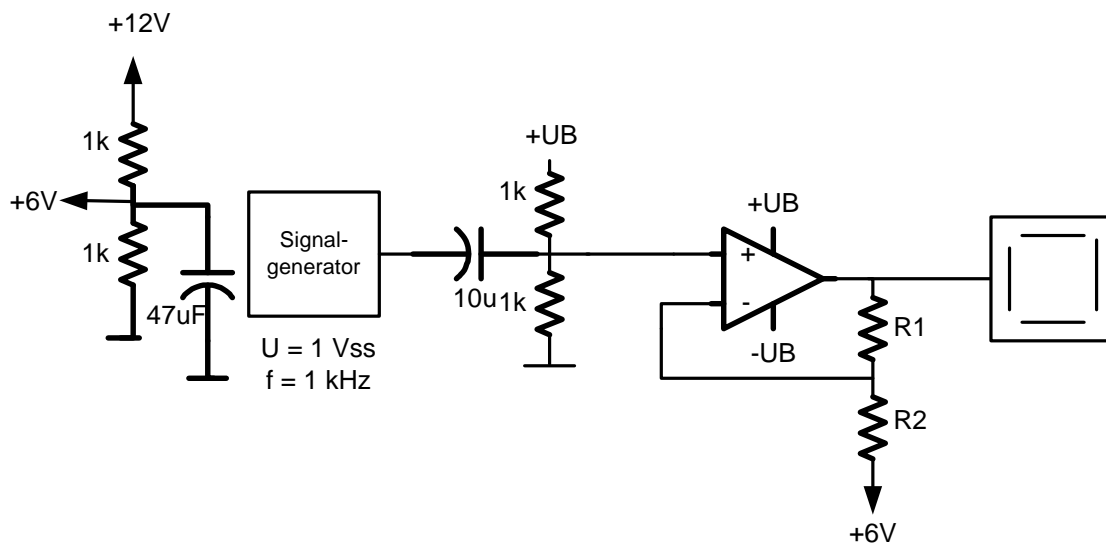 +12V
1k
+6V
1k
47uF
Signal-
generator
U = 1 Vss
f = 1 kHz
+UB
1k
10u
1k
+UB
+
-
-UB
R1
R2
+6V